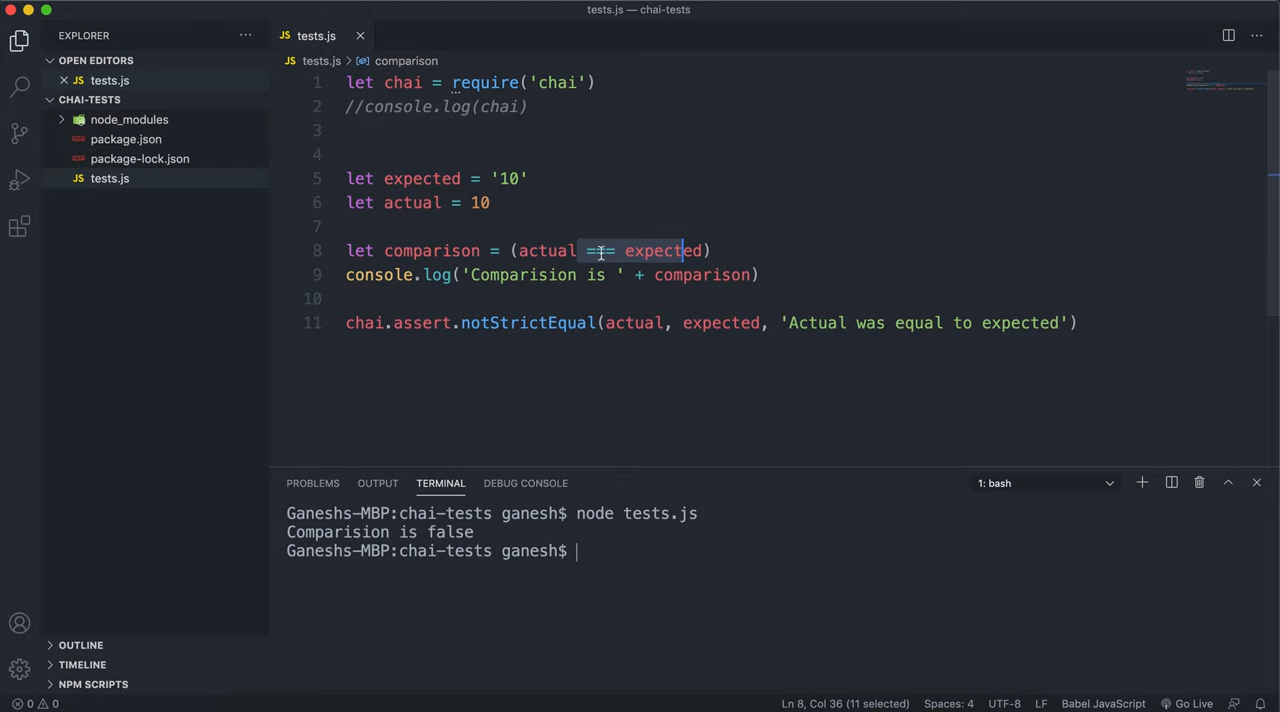 tests.js — chai-tests
EXPLORER
···
JS tests.js
···
OPEN EDITORS
JS tests.js
CHAI-TESTS
node_modules
package.json
package-lock.json
JS tests.js
JS tests.js > comparison
1 let chai = require('chai')
2 //console.log(chai)
3
4
5 let expected = '10'
6 let actual = 10
7
8 let comparison = (actual === expected)
9 console.log('Comparision is ' + comparison)
10
11 chai.assert.notStrictEqual(actual, expected, 'Actual was equal to expected')
PROBLEMS OUTPUT TERMINAL DEBUG CONSOLE 1: bash
Ganeshs-MBP:chai-tests ganesh$ node tests.js
Comparision is false
Ganeshs-MBP:chai-tests ganesh$
OUTLINE
TIMELINE
NPM SCRIPTS
0 0 Ln 8, Col 36 (11 selected) Spaces: 4 UTF-8 LF Babel JavaScript Go Live